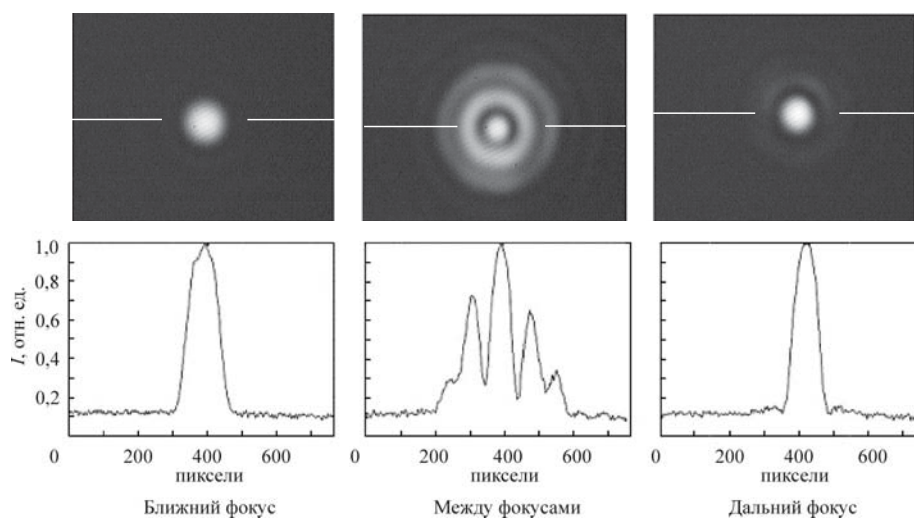 I, отн. ед.
1,0
0,8
0,6
0,4
0,2
0 200 400 600
пиксели
Ближний фокус
0 200 400 600
пиксели
Между фокусами
0 200 400 600
пиксели
Дальний фокус